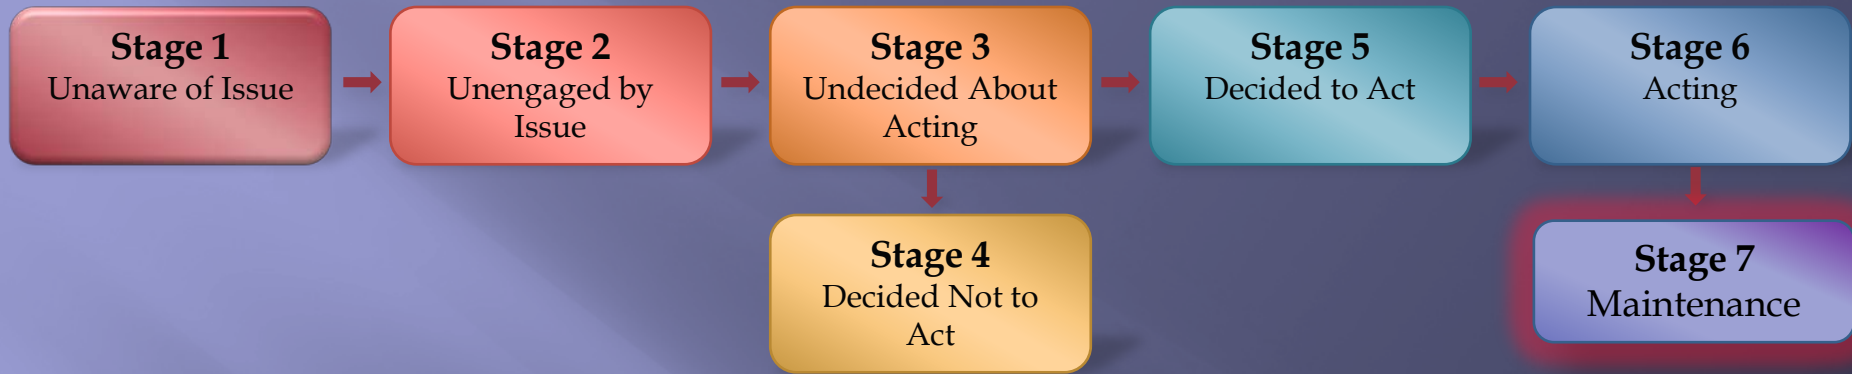 Stage 1
Unaware of Issue
Stage 2
Unengaged by
Issue
Stage 3
Undecided About
Acting
Stage 5
Decided to Act
Stage 6
Acting
Stage 4
Decided Not to
Act
Stage 7
Maintenance